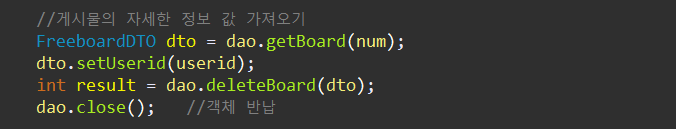 //게시물의 자세한 정보 값 가져오기
FreeboardDTO dto = dao.getBoard(num);
dto.setUserid(userid);
int result = dao.deleteBoard(dto);
dao.close();   //객체 반납